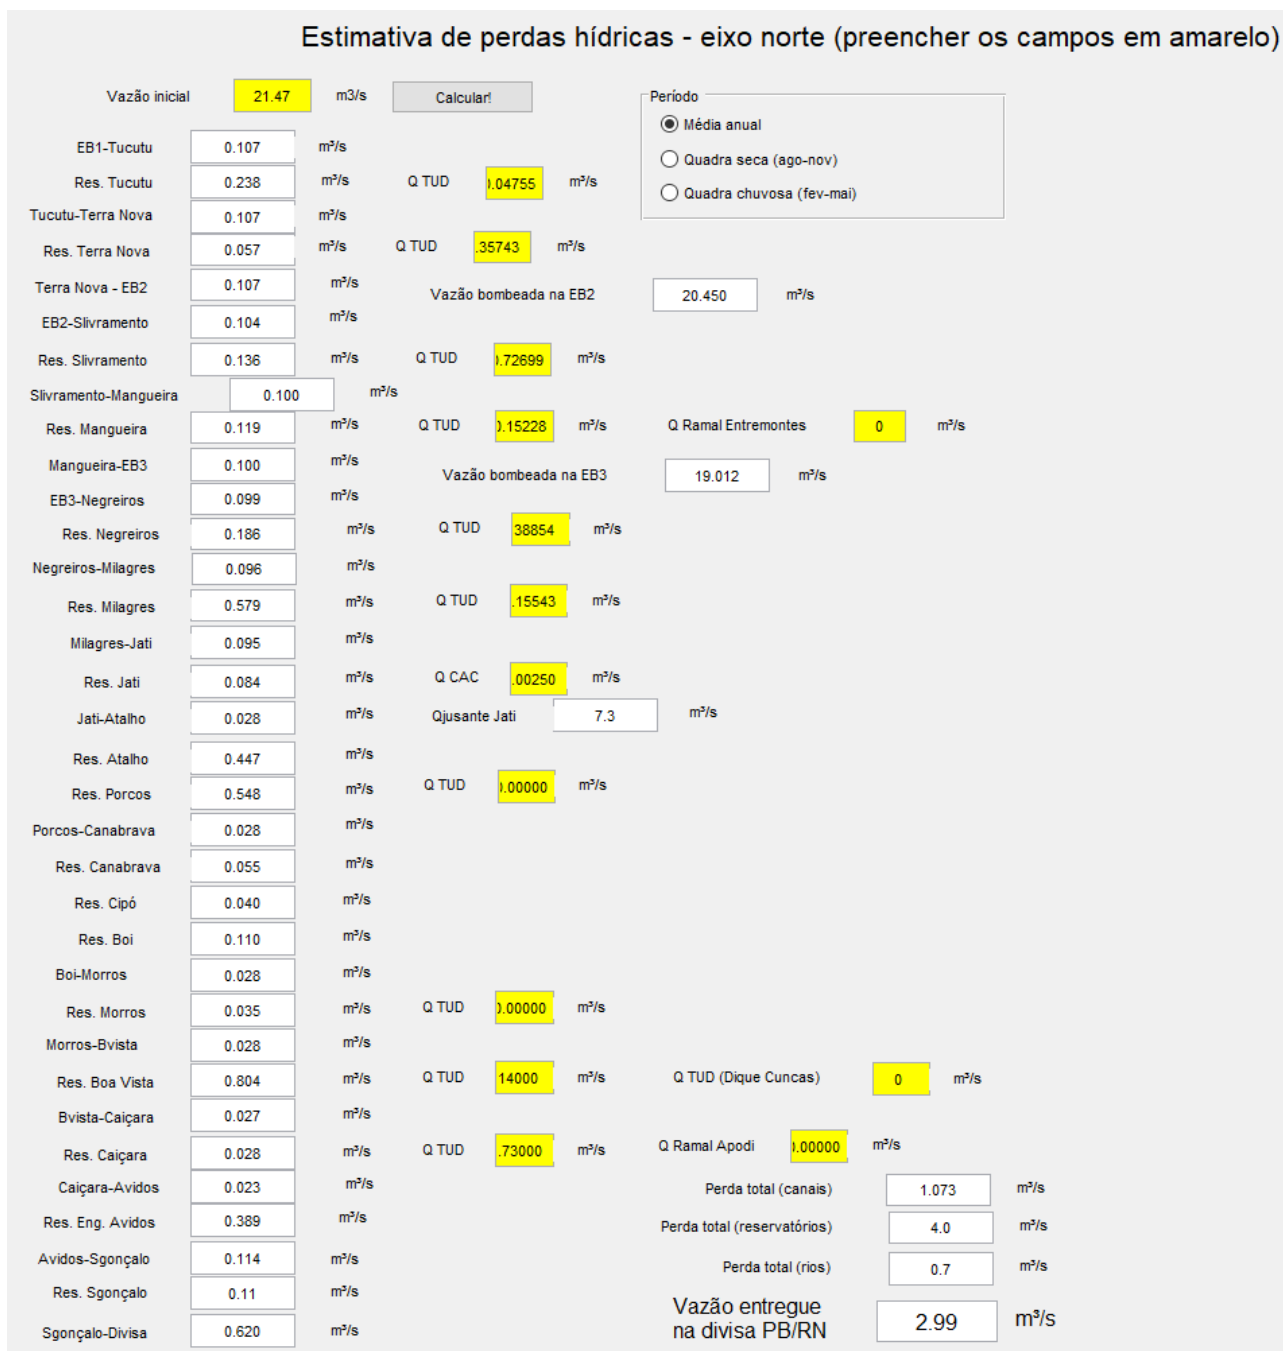 Estimativa de perdas hídricas - eixo norte (preencher os campos em amarelo)
Vazão inicial 21.47 m3/s Calcular! Período
Média anual
EB1-Tucutu 0.107 m³/s
Quadra seca (ago-nov)
Res. Tucutu 0.238 m³/s Q TUD ).04755 m³/s
Quadra chuvosa (fev-mai)
Tucutu-Terra Nova 0.107 m³/s
Res. Terra Nova 0.057 m³/s Q TUD .35743 m³/s
Terra Nova - EB2 0.107 m³/s Vazão bombeada na EB2 20.450 m³/s
EB2-Slivramento 0.104 m³/s
Res. Slivramento 0.136 m³/s Q TUD ).72699 m³/s
Slivramento-Mangueira 0.100 m³/s
Res. Mangueira 0.119 m³/s Q TUD ).15228 m³/s Q Ramal Entremontes 0 m³/s
Mangueira-EB3 0.100 m³/s Vazão bombeada na EB3 19.012 m³/s
EB3-Negreiros 0.099 m³/s
Res. Negreiros 0.186 m³/s Q TUD 38854 m³/s
Negreiros-Milagres 0.096 m³/s
Res. Milagres 0.579 m³/s Q TUD .15543 m³/s
Milagres-Jati 0.095 m³/s
Res. Jati 0.084 m³/s Q CAC .00250 m³/s
Jati-Atalho 0.028 m³/s Qjusante Jati 7.3 m³/s
Res. Atalho 0.447 m³/s
Res. Porcos 0.548 m³/s Q TUD ).00000 m³/s
Porcos-Canabrava 0.028 m³/s
Res. Canabrava 0.055 m³/s
Res. Cipó 0.040 m³/s
Res. Boi 0.110 m³/s
Boi-Morros 0.028 m³/s
Res. Morros 0.035 m³/s Q TUD ).00000 m³/s
Morros-Bvista 0.028 m³/s
Res. Boa Vista 0.804 m³/s Q TUD 14000 m³/s Q TUD (Dique Cuncas) 0 m³/s
Bvista-Caiçara 0.027 m³/s
Res. Caiçara 0.028 m³/s Q TUD .73000 m³/s Q Ramal Apodi ).00000 m³/s
Caiçara-Avidos 0.023 m³/s Perda total (canais) 1.073 m³/s
Res. Eng. Avidos 0.389 m³/s Perda total (reservatórios) 4.0 m³/s
Avidos-Sgonçalo 0.114 m³/s Perda total (rios) 0.7 m³/s
Res. Sgonçalo 0.11 m³/s
Vazão entregue
na divisa PB/RN 2.99 m³/s
Sgonçalo-Divisa 0.620 m³/s